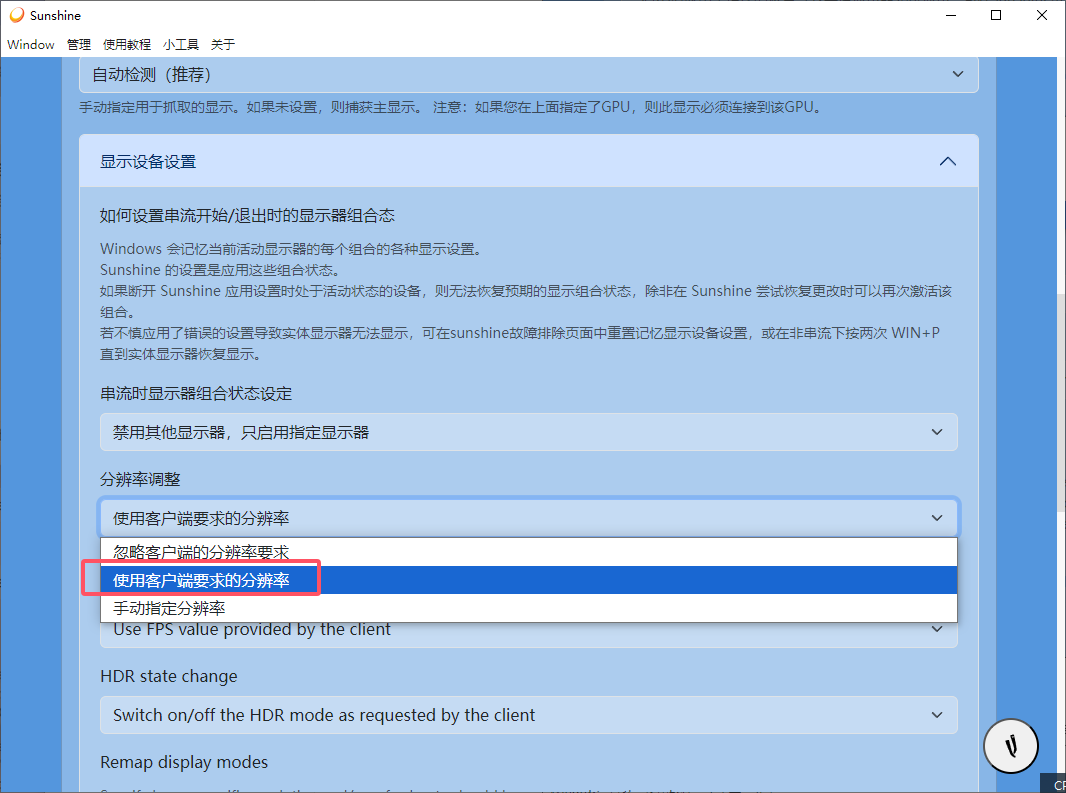 Sunshine
Window 管理 使用教程 小工具 关于
自动检测（推荐）
手动指定用于抓取的显示。如果未设置，则捕获主显示。 注意：如果您在上面指定了GPU，则此显示必须连接到该GPU。
显示设备设置
如何设置串流开始/退出时的显示器组合态
Windows 会记忆当前活动显示器的每个组合的各种显示设置。
Sunshine 的设置是应用这些组合状态。
如果断开 Sunshine 应用设置时处于活动状态的设备，则无法恢复预期的显示组合状态，除非在 Sunshine 尝试恢复更改时可以再次激活该
组合。
若不慎应用了错误的设置导致实体显示器无法显示，可在sunshine故障排除页面中重置记忆显示设备设置，或在非串流下按两次 WIN+P
直到实体显示器恢复显示。
串流时显示器组合状态设定
禁用其他显示器，只启用指定显示器
分辨率调整
使用客户端要求的分辨率
忽略客户端的分辨率要求
使用客户端要求的分辨率
手动指定分辨率
Use FPS value provided by the client
HDR state change
Switch on/off the HDR mode as requested by the client
Remap display modes